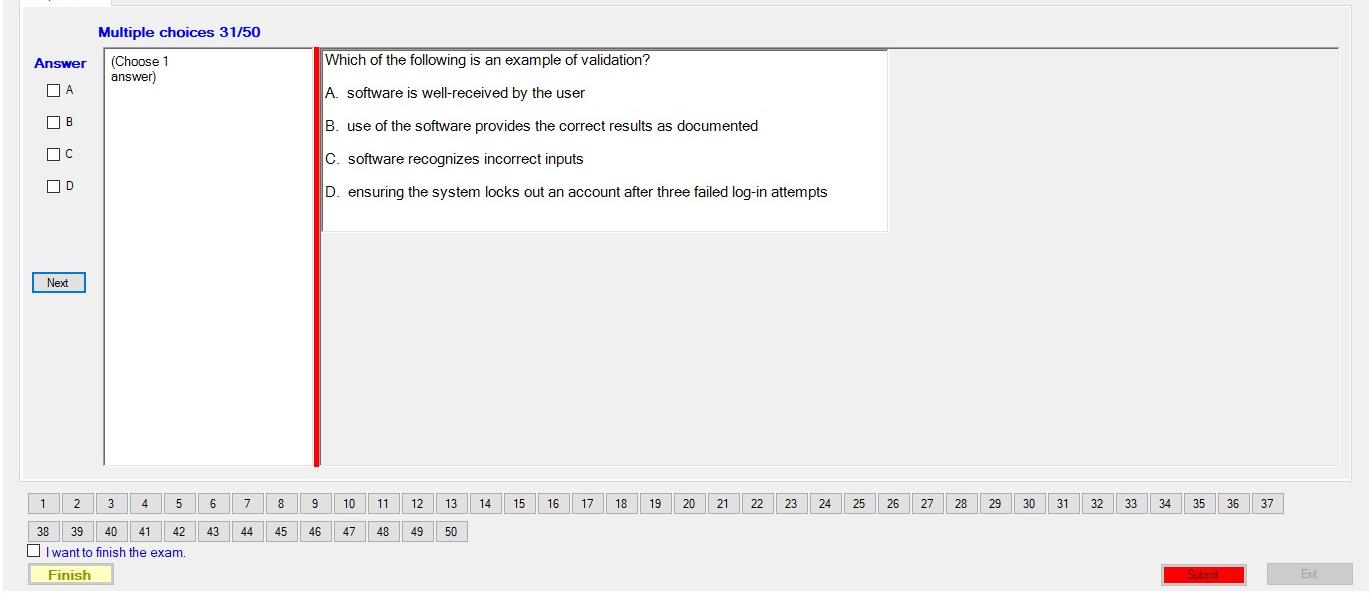 Multiple choices 31/50
Answer
(Choose 1
answer)
A
B
C
D
Next
Which of the following is an example of validation?
A. software is well-received by the user
B. use of the software provides the correct results as documented
C. software recognizes incorrect inputs
D. ensuring the system locks out an account after three failed log-in attempts
1 2 3 4 5 6 7 8 9 10 11 12 13 14 15 16 17 18 19 20 21 22 23 24 25 26 27 28 29 30 31 32 33 34 35 36 37
38 39 40 41 42 43 44 45 46 47 48 49 50
I want to finish the exam.
Finish
Submit
Exit